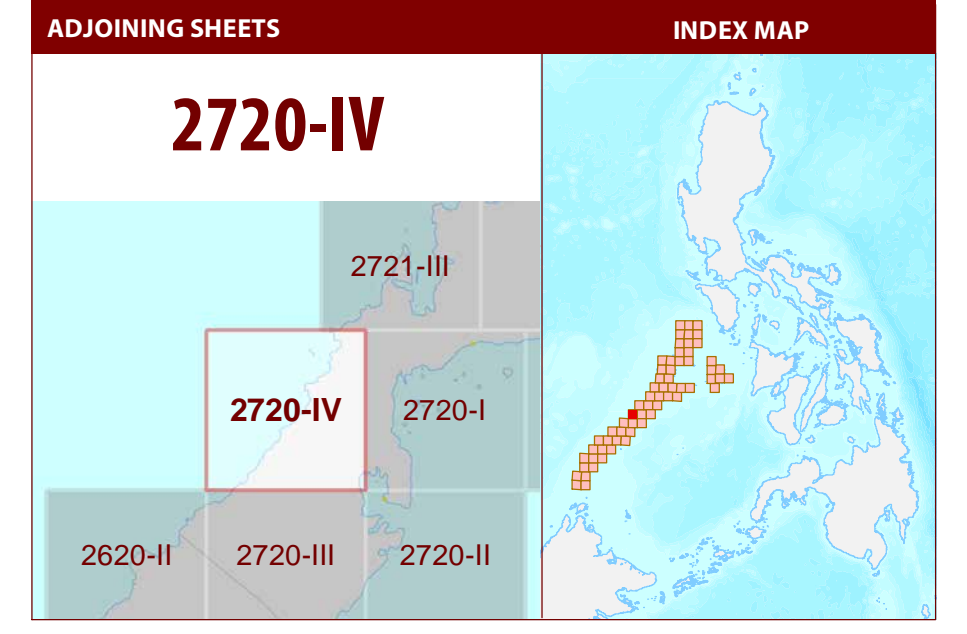 ADJOINING SHEETS
INDEX MAP
2720-IV
2721-III
2720-IV
2720-I
2620-II
2720-III
2720-II